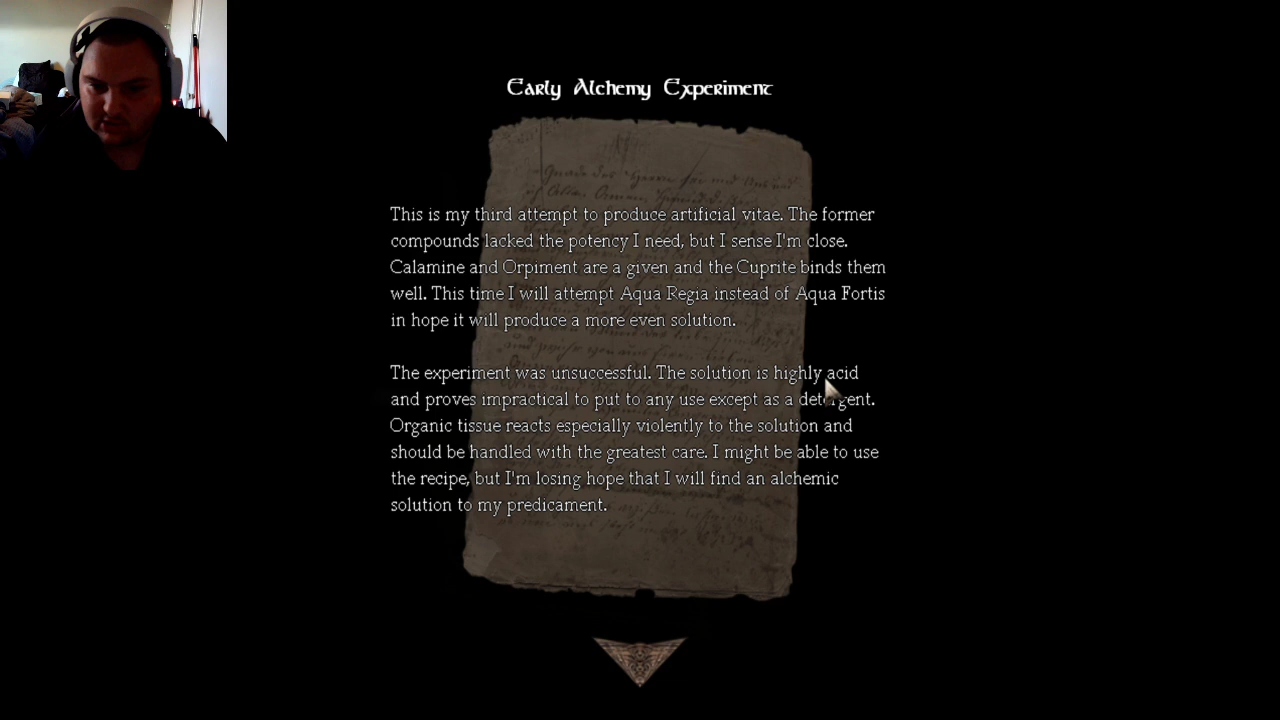 Early Alchemy Experiment
This is my third attempt to produce artificial vitae. The former
compounds lacked the potency I need, but I sense I'm close.
Calamine and Orpiment are a given and the Cuprite binds them
well. This time I will attempt Aqua Regia instead of Aqua Fortis
in hope it will produce a more even solution.
The experiment was unsuccessful. The solution is highly acid
and proves impractical to put to any use except as a detergent.
Organic tissue reacts especially violently to the solution and
should be handled with the greatest care. I might be able to use
the recipe, but I'm losing hope that I will find an alchemic
solution to my predicament.